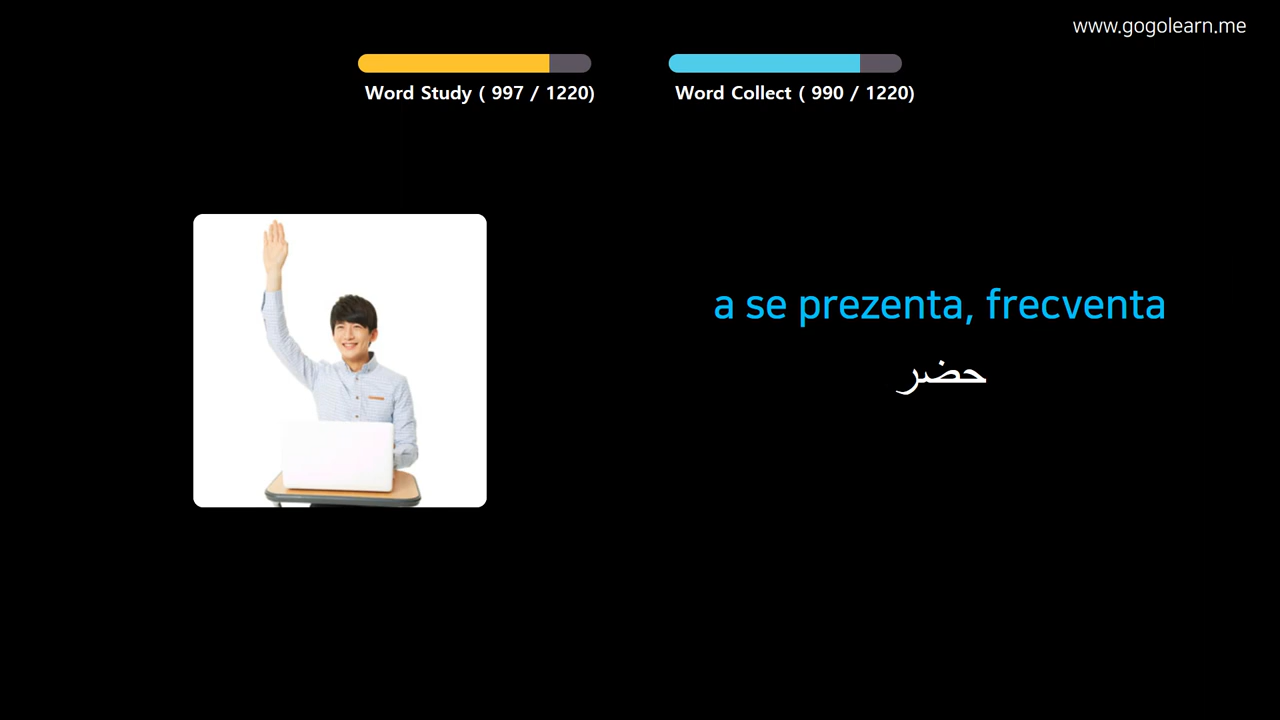 www.gogolearn.me
Word Study ( 997 / 1220)
Word Collect ( 990 / 1220)
a se prezenta, frecventa
حضر